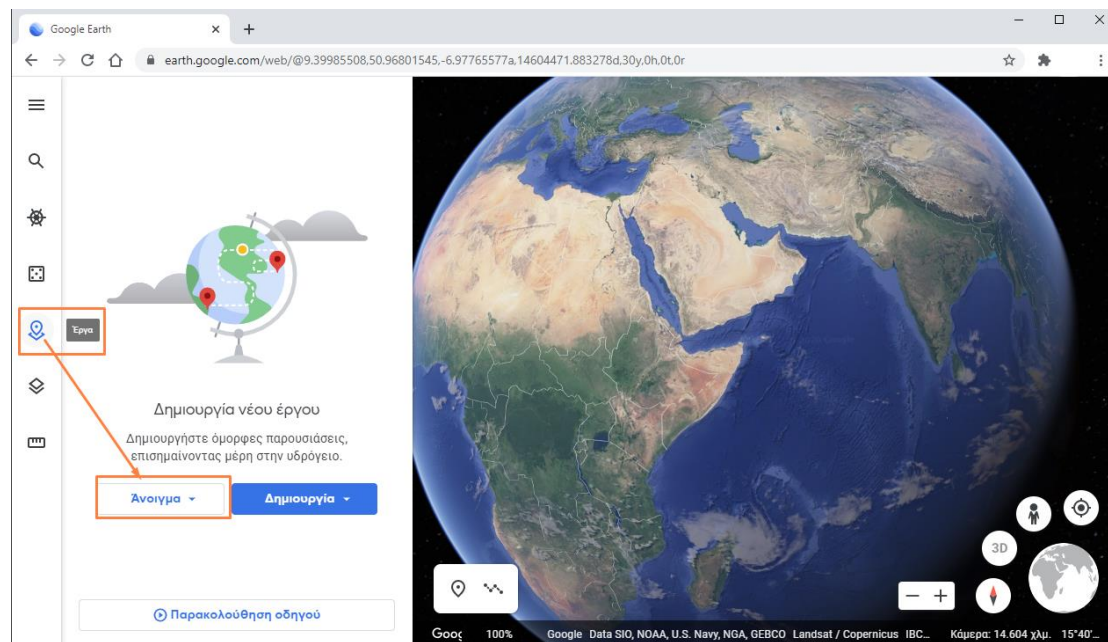 Google Earth
earth.google.com/web/@9.39985508,50.96801545,-6.97765577a,14604471.883278d,30y,0h,0t,0r
Έργα
Δημιουργία νέου έργου
Δημιουργήστε όμορφες παρουσιάσεις,
επισημαίνοντας μέρη στην υδρόγειο.
Άνοιγμα
Δημιουργία
Παρακολούθηση οδηγού
3D
Goog 100% Google Data SIO, NOAA, U.S. Navy, NGA, GEBCO Landsat / Copernicus IBC... Κάμερα: 14.604 χλμ. 15°40'...